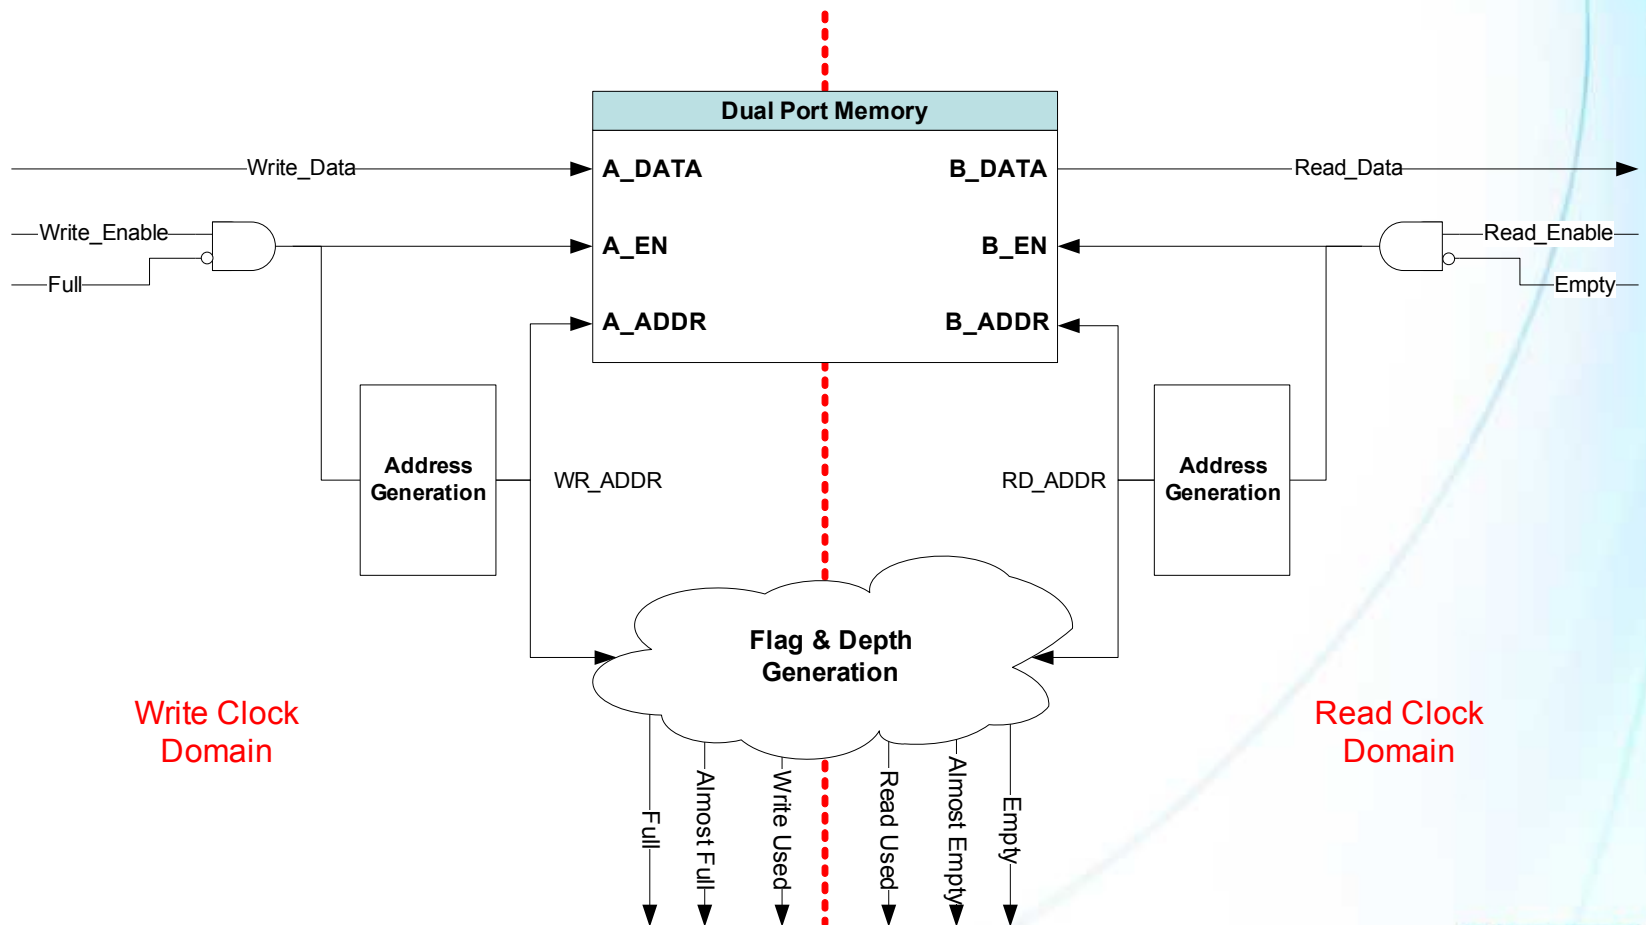 Dual Port Memory
Write_Data
A_DATA
B_DATA
Read_Data
Write_Enable
A_EN
B_EN
Read_Enable
Full
Empty
A_ADDR
B_ADDR
Address
Generation
WR_ADDR
RD_ADDR
Address
Generation
Flag & Depth
Generation
Write Clock
Domain
Read Clock
Domain
Full
Almost Full
Write Used
Read Used
Almost Empty
Empty